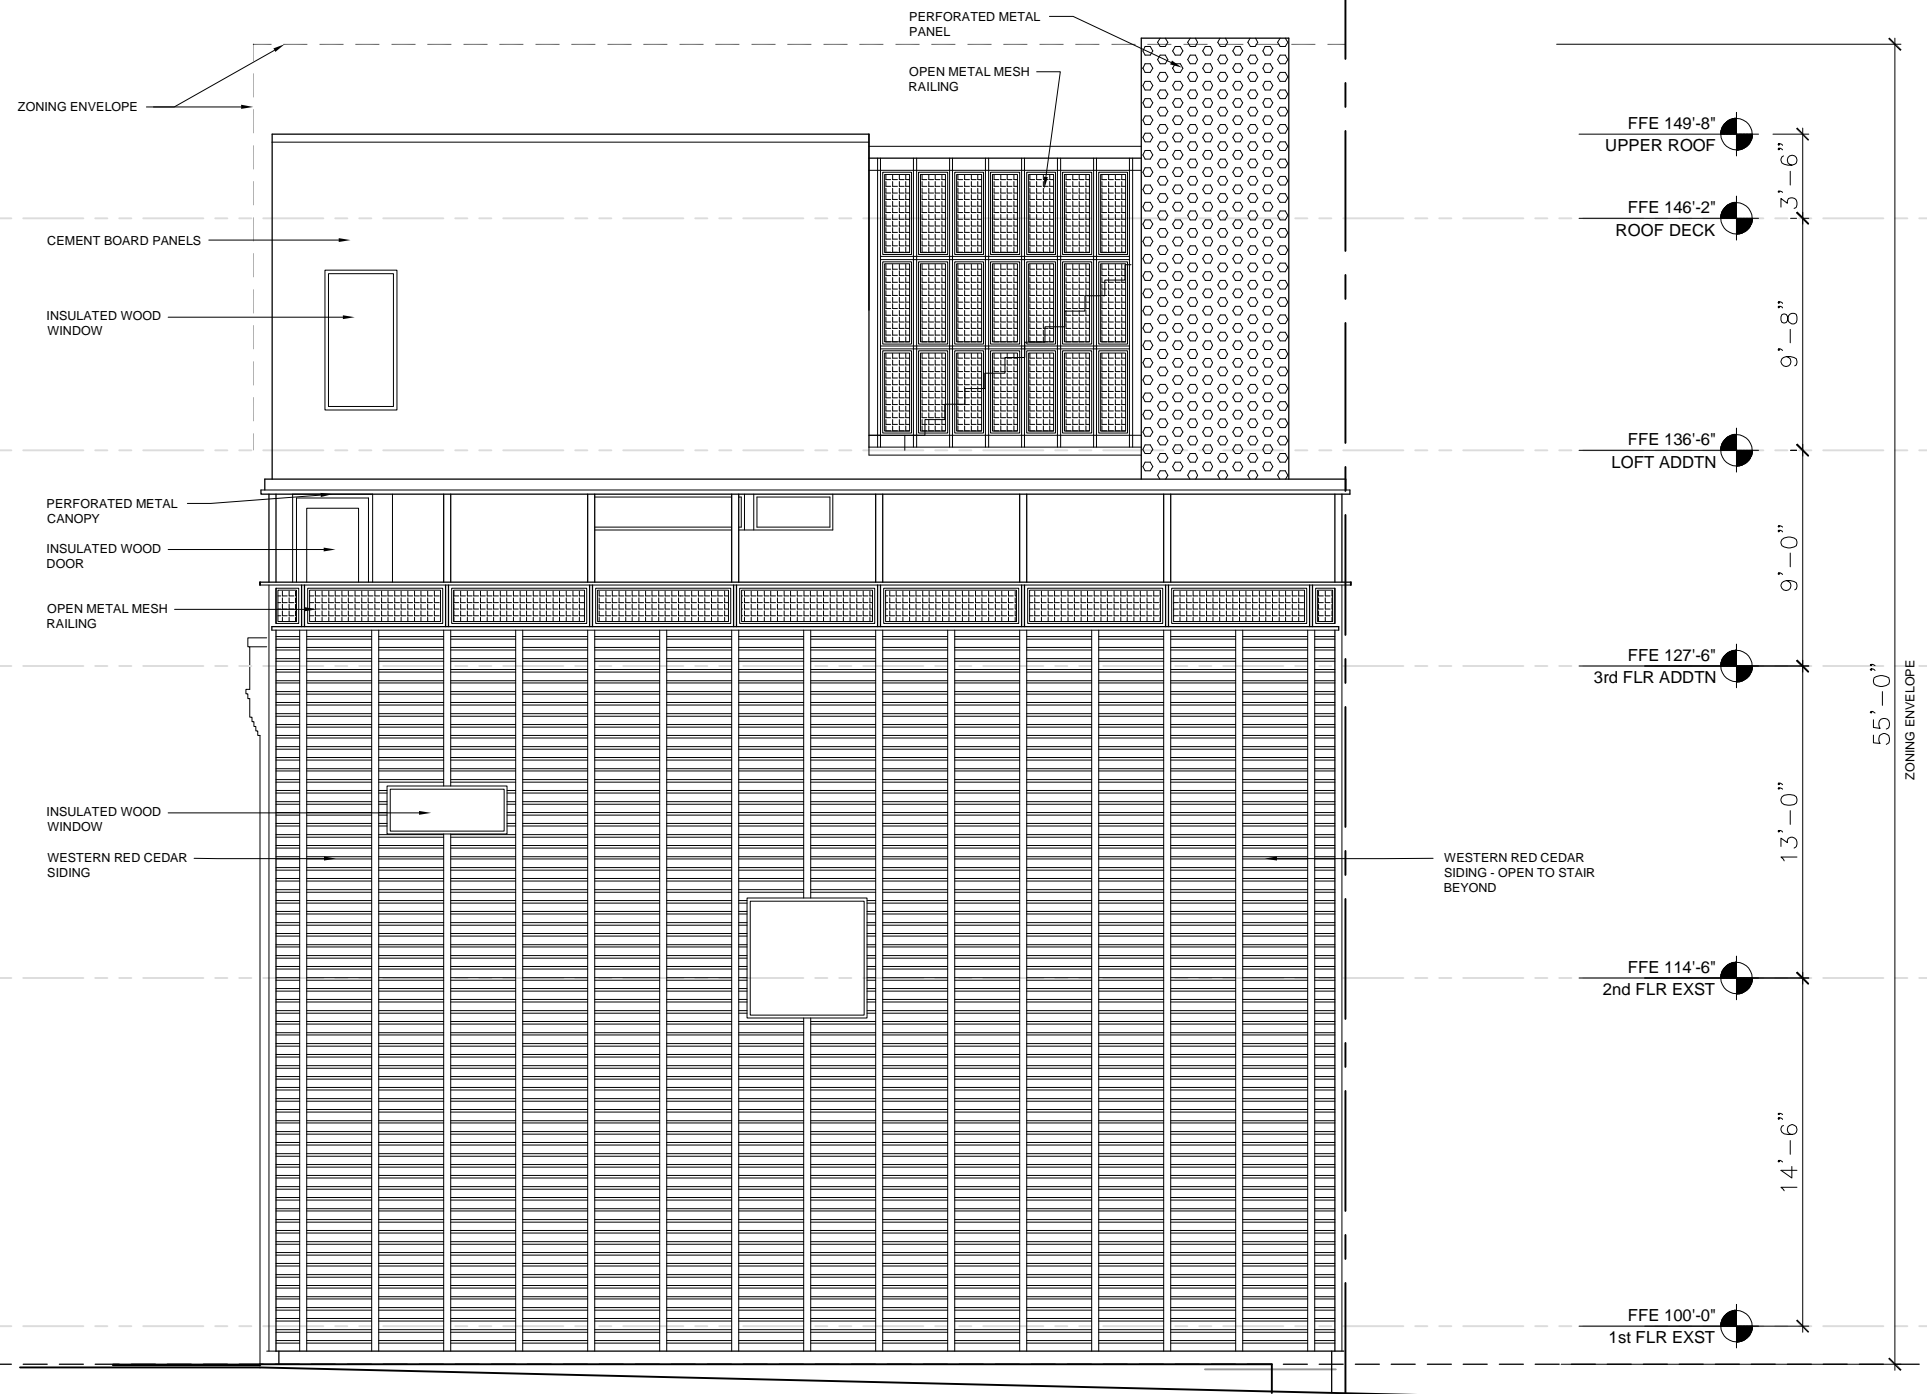 PERFORATED METAL
PANEL
OPEN METAL MESH
RAILING
ZONING ENVELOPE
CEMENT BOARD PANELS
INSULATED WOOD
WINDOW
PERFORATED METAL
CANOPY
INSULATED WOOD
DOOR
OPEN METAL MESH
RAILING
INSULATED WOOD
WINDOW
WESTERN RED CEDAR
SIDING
WESTERN RED CEDAR
SIDING - OPEN TO STAIR
BEYOND
FFE 149'-8"
UPPER ROOF
3'-6"
FFE 146'-2"
ROOF DECK
9'-8"
FFE 136'-6"
LOFT ADDTN
9'-0"
FFE 127'-6"
3rd FLR ADDTN
13'-0"
FFE 114'-6"
2nd FLR EXST
14'-6"
FFE 100'-0"
1st FLR EXST
55'-0"
ZONING ENVELOPE